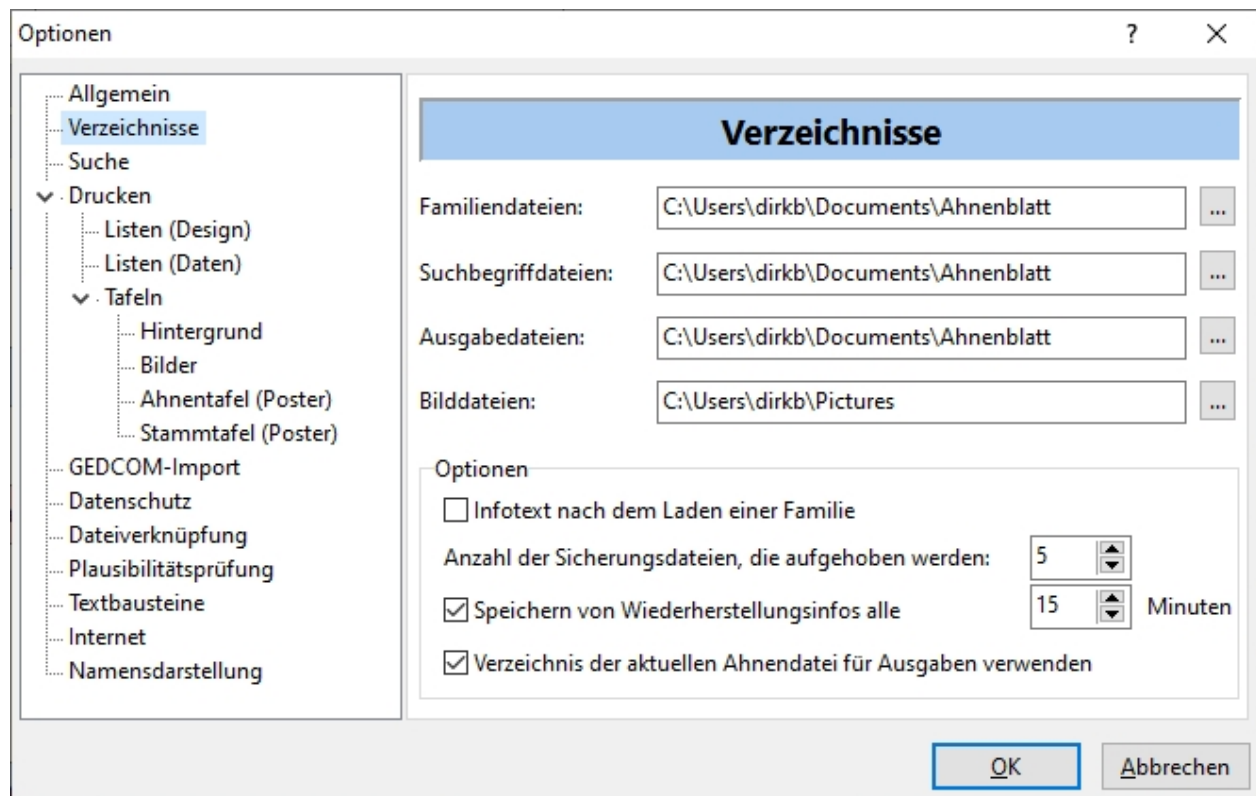 Optionen
Allgemein
Verzeichnisse
Suche
Drucken
Listen (Design)
Listen (Daten)
Tafeln
Hintergrund
Bilder
Ahnentafel (Poster)
Stammtafel (Poster)
GEDCOM-Import
Datenschutz
Dateiverknüpfung
Plausibilitätsprüfung
Textbausteine
Internet
Namensdarstellung
Verzeichnisse
Familiendateien: C:\Users\dirkb\Documents\Ahnenblatt ...
Suchbegriffdateien: C:\Users\dirkb\Documents\Ahnenblatt ...
Ausgabedateien: C:\Users\dirkb\Documents\Ahnenblatt ...
Bilddateien: C:\Users\dirkb\Pictures ...
Optionen
Infotext nach dem Laden einer Familie
Anzahl der Sicherungsdateien, die aufgehoben werden: 5
Speichern von Wiederherstellungsinfos alle 15 Minuten
Verzeichnis der aktuellen Ahnendatei für Ausgaben verwenden
OK Abbrechen